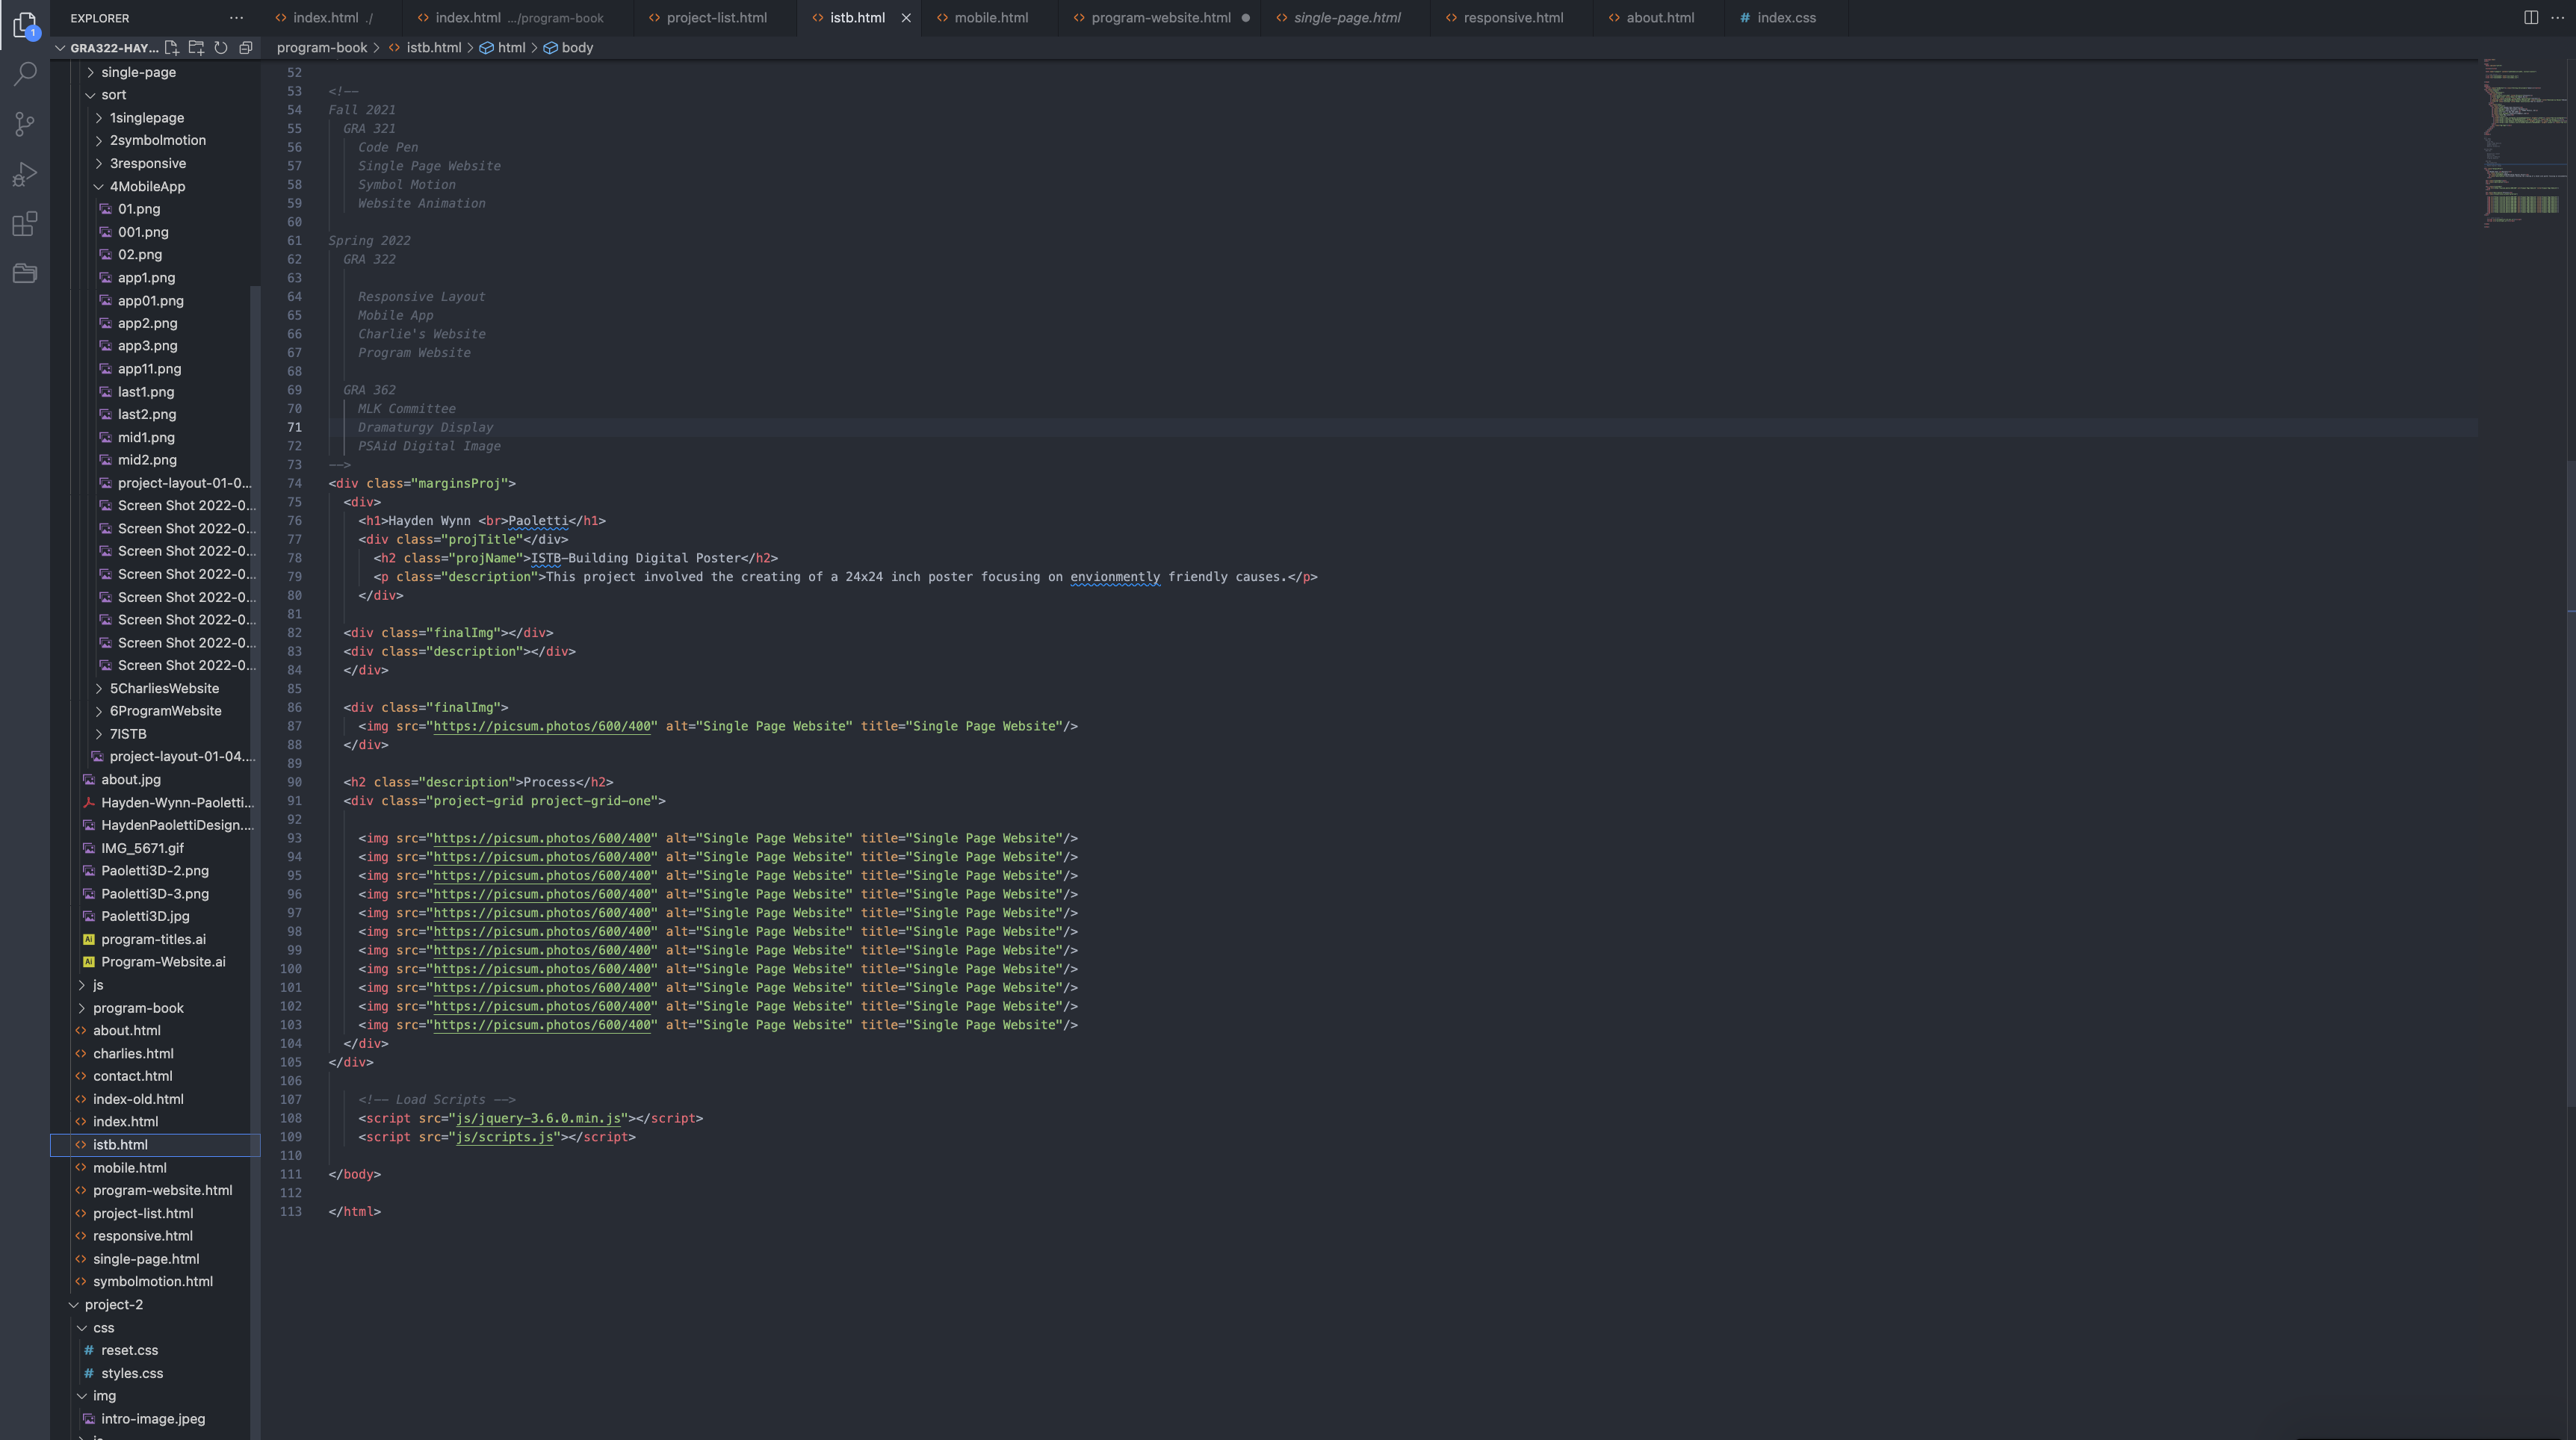 EXPLORER
index.html ./
index.html .../program-book
project-list.html
istb.html
mobile.html
program-website.html
single-page.html
responsive.html
about.html
# index.css
1
GRA322-HAY...
program-book > istb.html > html > body
single-page
sort
1singlepage
2symbolmotion
3responsive
4MobileApp
01.png
001.png
02.png
app1.png
app01.png
app2.png
app3.png
app11.png
last1.png
last2.png
mid1.png
mid2.png
project-layout-01-0...
Screen Shot 2022-0...
Screen Shot 2022-0...
Screen Shot 2022-0...
Screen Shot 2022-0...
Screen Shot 2022-0...
Screen Shot 2022-0...
Screen Shot 2022-0...
Screen Shot 2022-0...
5CharliesWebsite
6ProgramWebsite
7ISTB
project-layout-01-04....
about.jpg
Hayden-Wynn-Paoletti...
HaydenPaolettiDesign....
IMG_5671.gif
Paoletti3D-2.png
Paoletti3D-3.png
Paoletti3D.jpg
Ai program-titles.ai
Ai Program-Website.ai
js
program-book
about.html
charlies.html
contact.html
index-old.html
index.html
istb.html
mobile.html
program-website.html
project-list.html
responsive.html
single-page.html
symbolmotion.html
project-2
css
# reset.css
# styles.css
img
intro-image.jpeg
52
53 <!--
54 Fall 2021
55 GRA 321
56 Code Pen
57 Single Page Website
58 Symbol Motion
59 Website Animation
60
61 Spring 2022
62 GRA 322
63
64 Responsive Layout
65 Mobile App
66 Charlie's Website
67 Program Website
68
69 GRA 362
70 MLK Committee
71 Dramaturgy Display
72 PSAid Digital Image
73 -->
74 <div class="marginsProj">
75 <div>
76 <h1>Hayden Wynn <br>Paoletti</h1>
77 <div class="projTitle"</div>
78 <h2 class="projName">ISTB-Building Digital Poster</h2>
79 <p class="description">This project involved the creating of a 24x24 inch poster focusing on envionmently friendly causes.</p>
80 </div>
81
82 <div class="finalImg"></div>
83 <div class="description"></div>
84 </div>
85
86 <div class="finalImg">
87 <img src="https://picsum.photos/600/400" alt="Single Page Website" title="Single Page Website"/>
88 </div>
89
90 <h2 class="description">Process</h2>
91 <div class="project-grid project-grid-one">
92
93 <img src="https://picsum.photos/600/400" alt="Single Page Website" title="Single Page Website"/>
94 <img src="https://picsum.photos/600/400" alt="Single Page Website" title="Single Page Website"/>
95 <img src="https://picsum.photos/600/400" alt="Single Page Website" title="Single Page Website"/>
96 <img src="https://picsum.photos/600/400" alt="Single Page Website" title="Single Page Website"/>
97 <img src="https://picsum.photos/600/400" alt="Single Page Website" title="Single Page Website"/>
98 <img src="https://picsum.photos/600/400" alt="Single Page Website" title="Single Page Website"/>
99 <img src="https://picsum.photos/600/400" alt="Single Page Website" title="Single Page Website"/>
100 <img src="https://picsum.photos/600/400" alt="Single Page Website" title="Single Page Website"/>
101 <img src="https://picsum.photos/600/400" alt="Single Page Website" title="Single Page Website"/>
102 <img src="https://picsum.photos/600/400" alt="Single Page Website" title="Single Page Website"/>
103 <img src="https://picsum.photos/600/400" alt="Single Page Website" title="Single Page Website"/>
104 </div>
105 </div>
106
107 <!-- Load Scripts -->
108 <script src="js/jquery-3.6.0.min.js"></script>
109 <script src="js/scripts.js"></script>
110
111 </body>
112
113 </html>